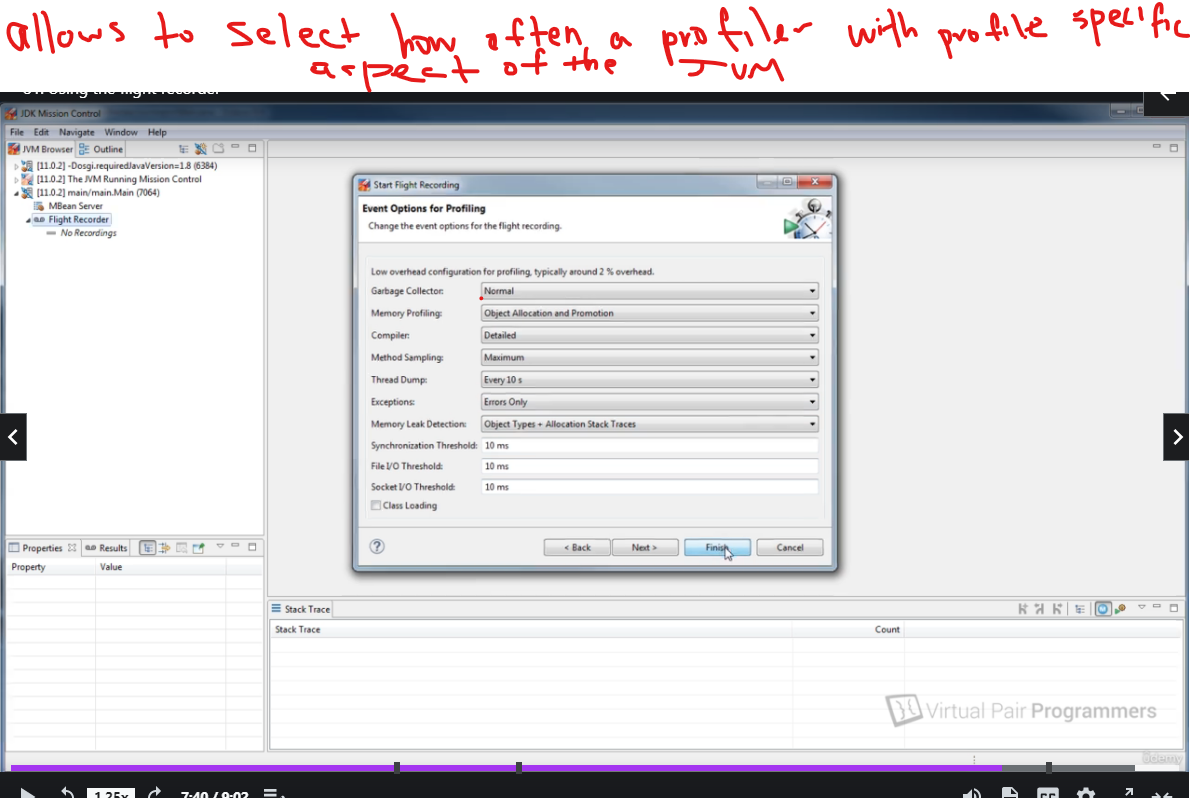 allows to select how often a profiler with profile specific
aspect of the JVM
JDK Mission Control
File Edit Navigate Window Help
JVM Browser Outline
[11.0.2] -Dosgi.requiredJavaVersion=1.8 (6384)
[11.0.2] The JVM Running Mission Control
[11.0.2] main/main.Main (7064)
MBean Server
Flight Recorder
No Recordings
Start Flight Recording
Event Options for Profiling
Change the event options for the flight recording.
Low overhead configuration for profiling, typically around 2 % overhead.
Garbage Collector: Normal
Memory Profiling: Object Allocation and Promotion
Compiler: Detailed
Method Sampling: Maximum
Thread Dump: Every 10 s
Exceptions: Errors Only
Memory Leak Detection: Object Types + Allocation Stack Traces
Synchronization Threshold: 10 ms
File I/O Threshold: 10 ms
Socket I/O Threshold: 10 ms
Class Loading
< Back Next > Finish Cancel
Properties Results
Property Value
Stack Trace
Stack Trace Count
Virtual Pair Programmers
ûdemy
1.25x 7:40 / 9:02